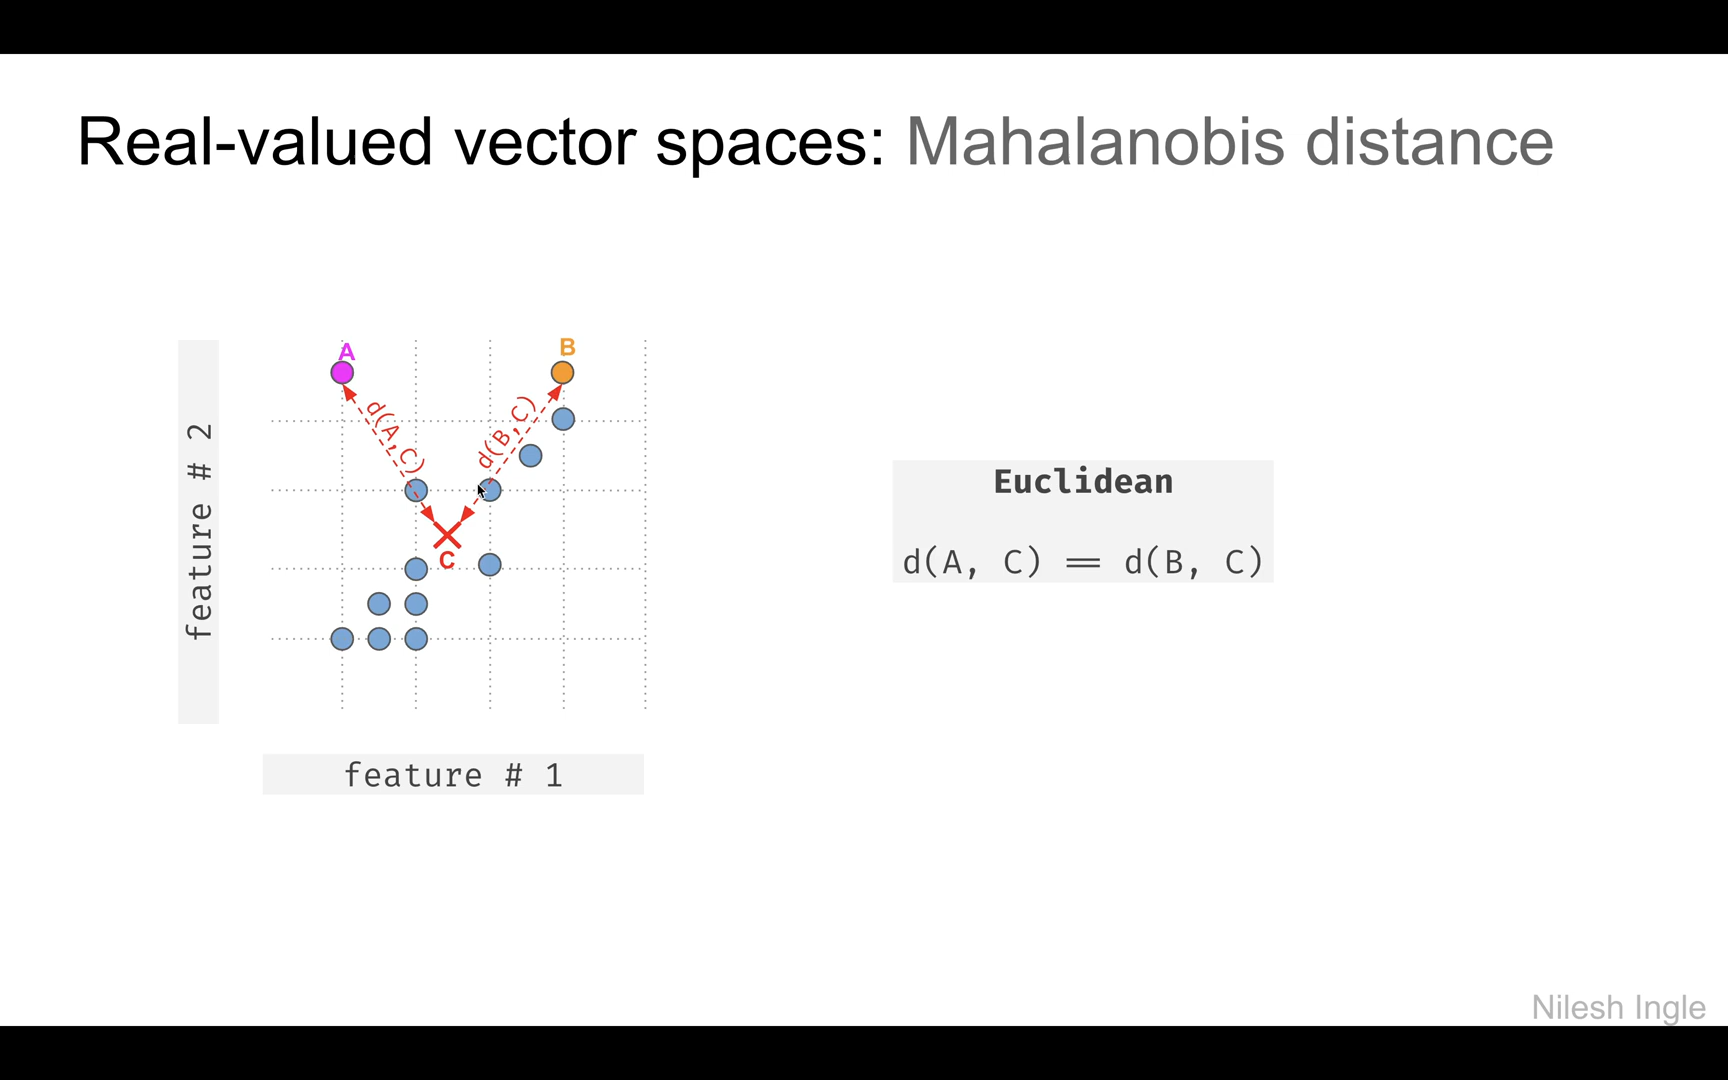 Real-valued vector spaces: Mahalanobis distance
A
B
d(A,C)
d(B,C)
C
feature # 2
feature # 1
Euclidean
d(A, C) == d(B, C)
Nilesh Ingle